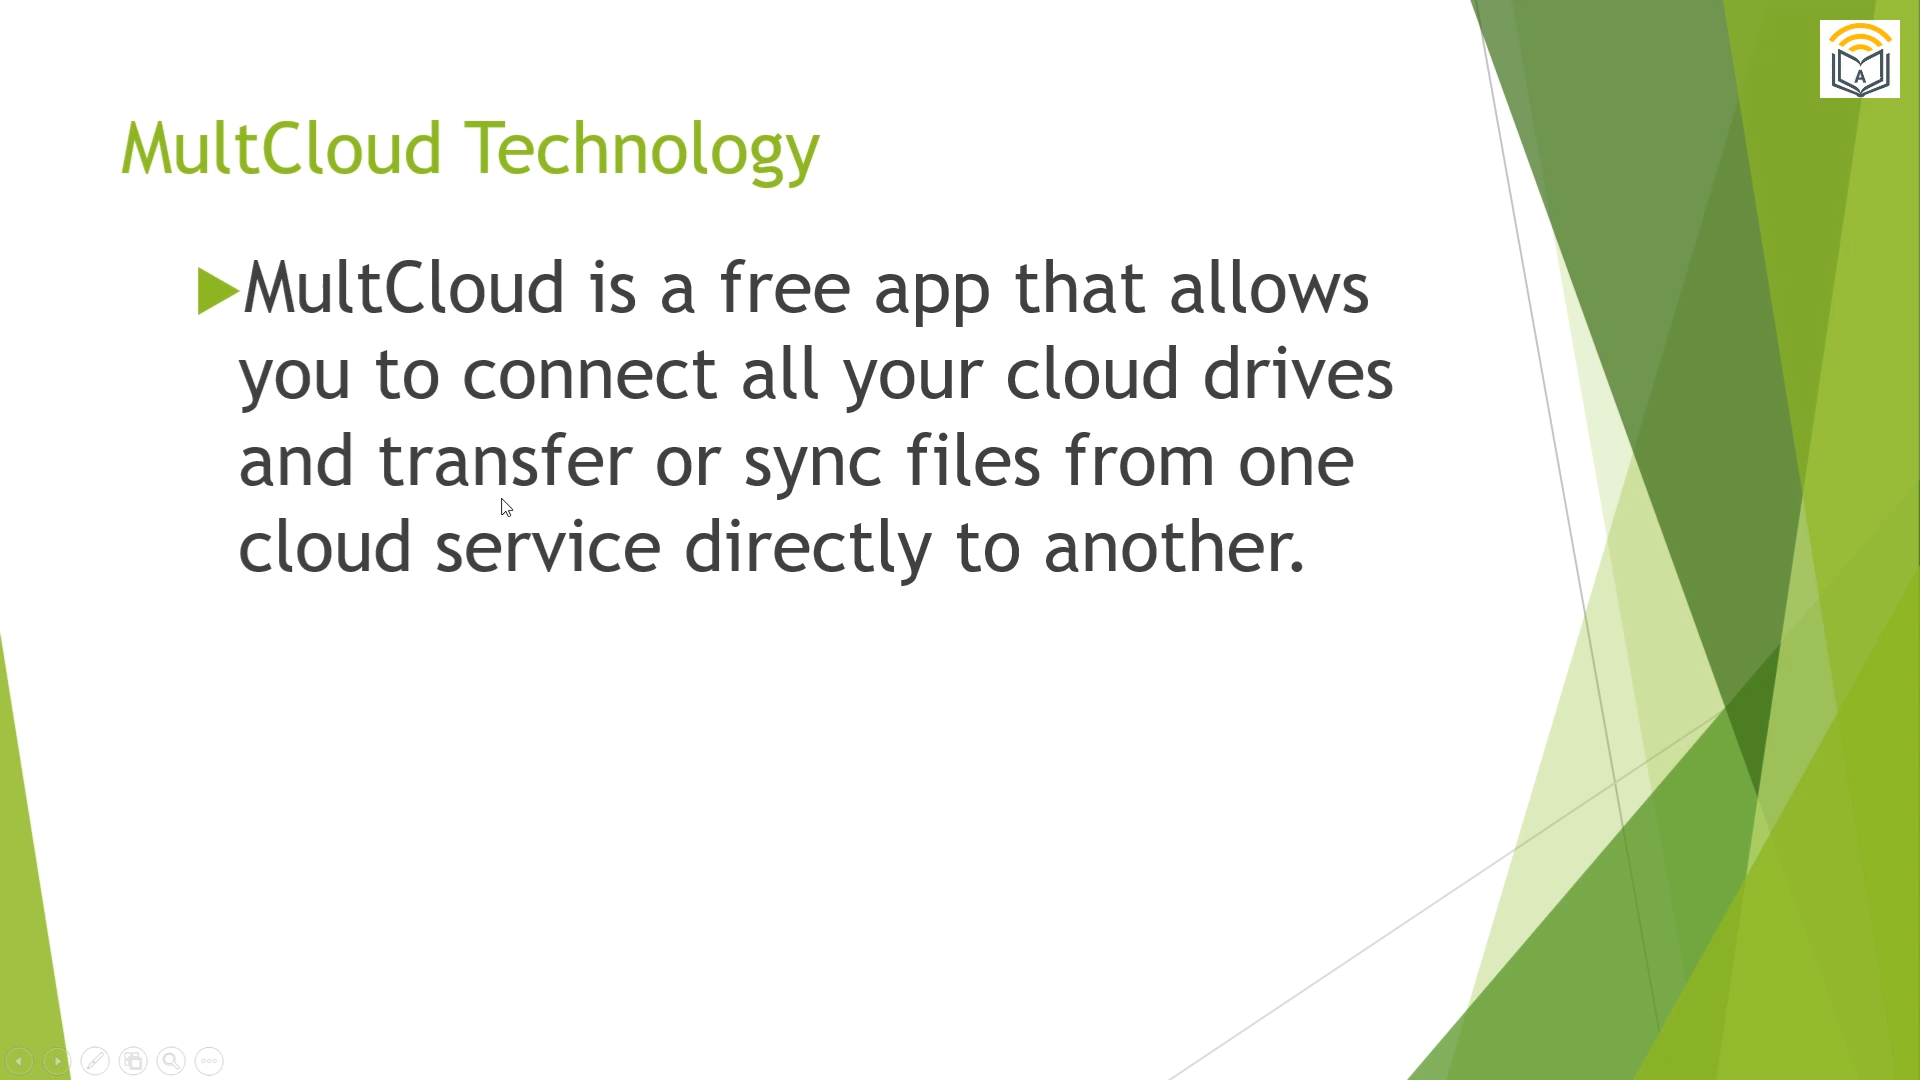 MultCloud Technology
MultCloud is a free app that allows
you to connect all your cloud drives
and transfer or sync files from one
cloud service directly to another.
A